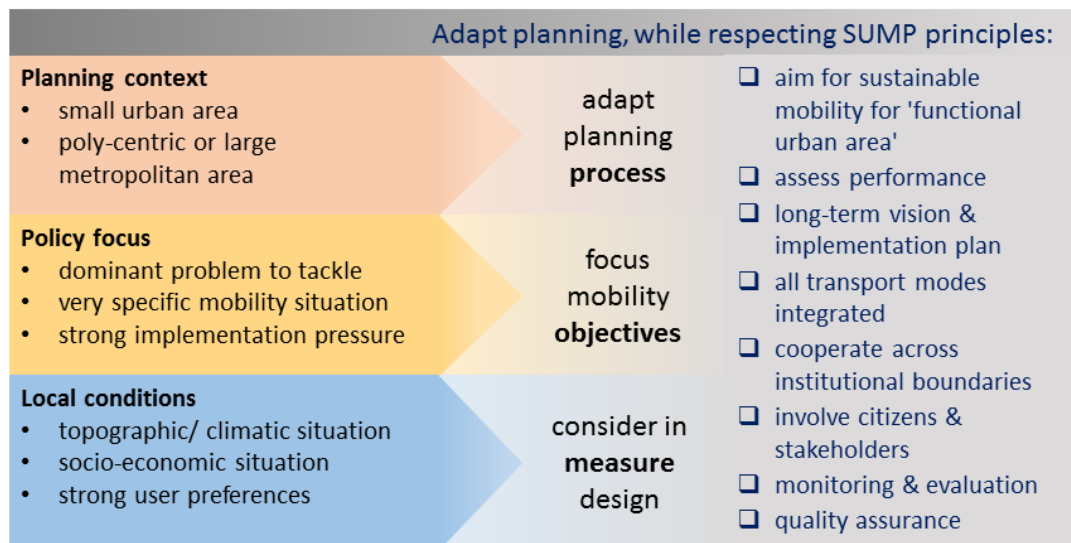 Adapt planning, while respecting SUMP principles:
Planning context
• small urban area
• poly-centric or large
metropolitan area
adapt
planning
process
Policy focus
• dominant problem to tackle
• very specific mobility situation
• strong implementation pressure
focus
mobility
objectives
Local conditions
• topographic/ climatic situation
• socio-economic situation
• strong user preferences
consider in
measure
design
❑ aim for sustainable
mobility for 'functional
urban area'
❑ assess performance
❑ long-term vision &
implementation plan
❑ all transport modes
integrated
❑ cooperate across
institutional boundaries
❑ involve citizens &
stakeholders
❑ monitoring & evaluation
❑ quality assurance